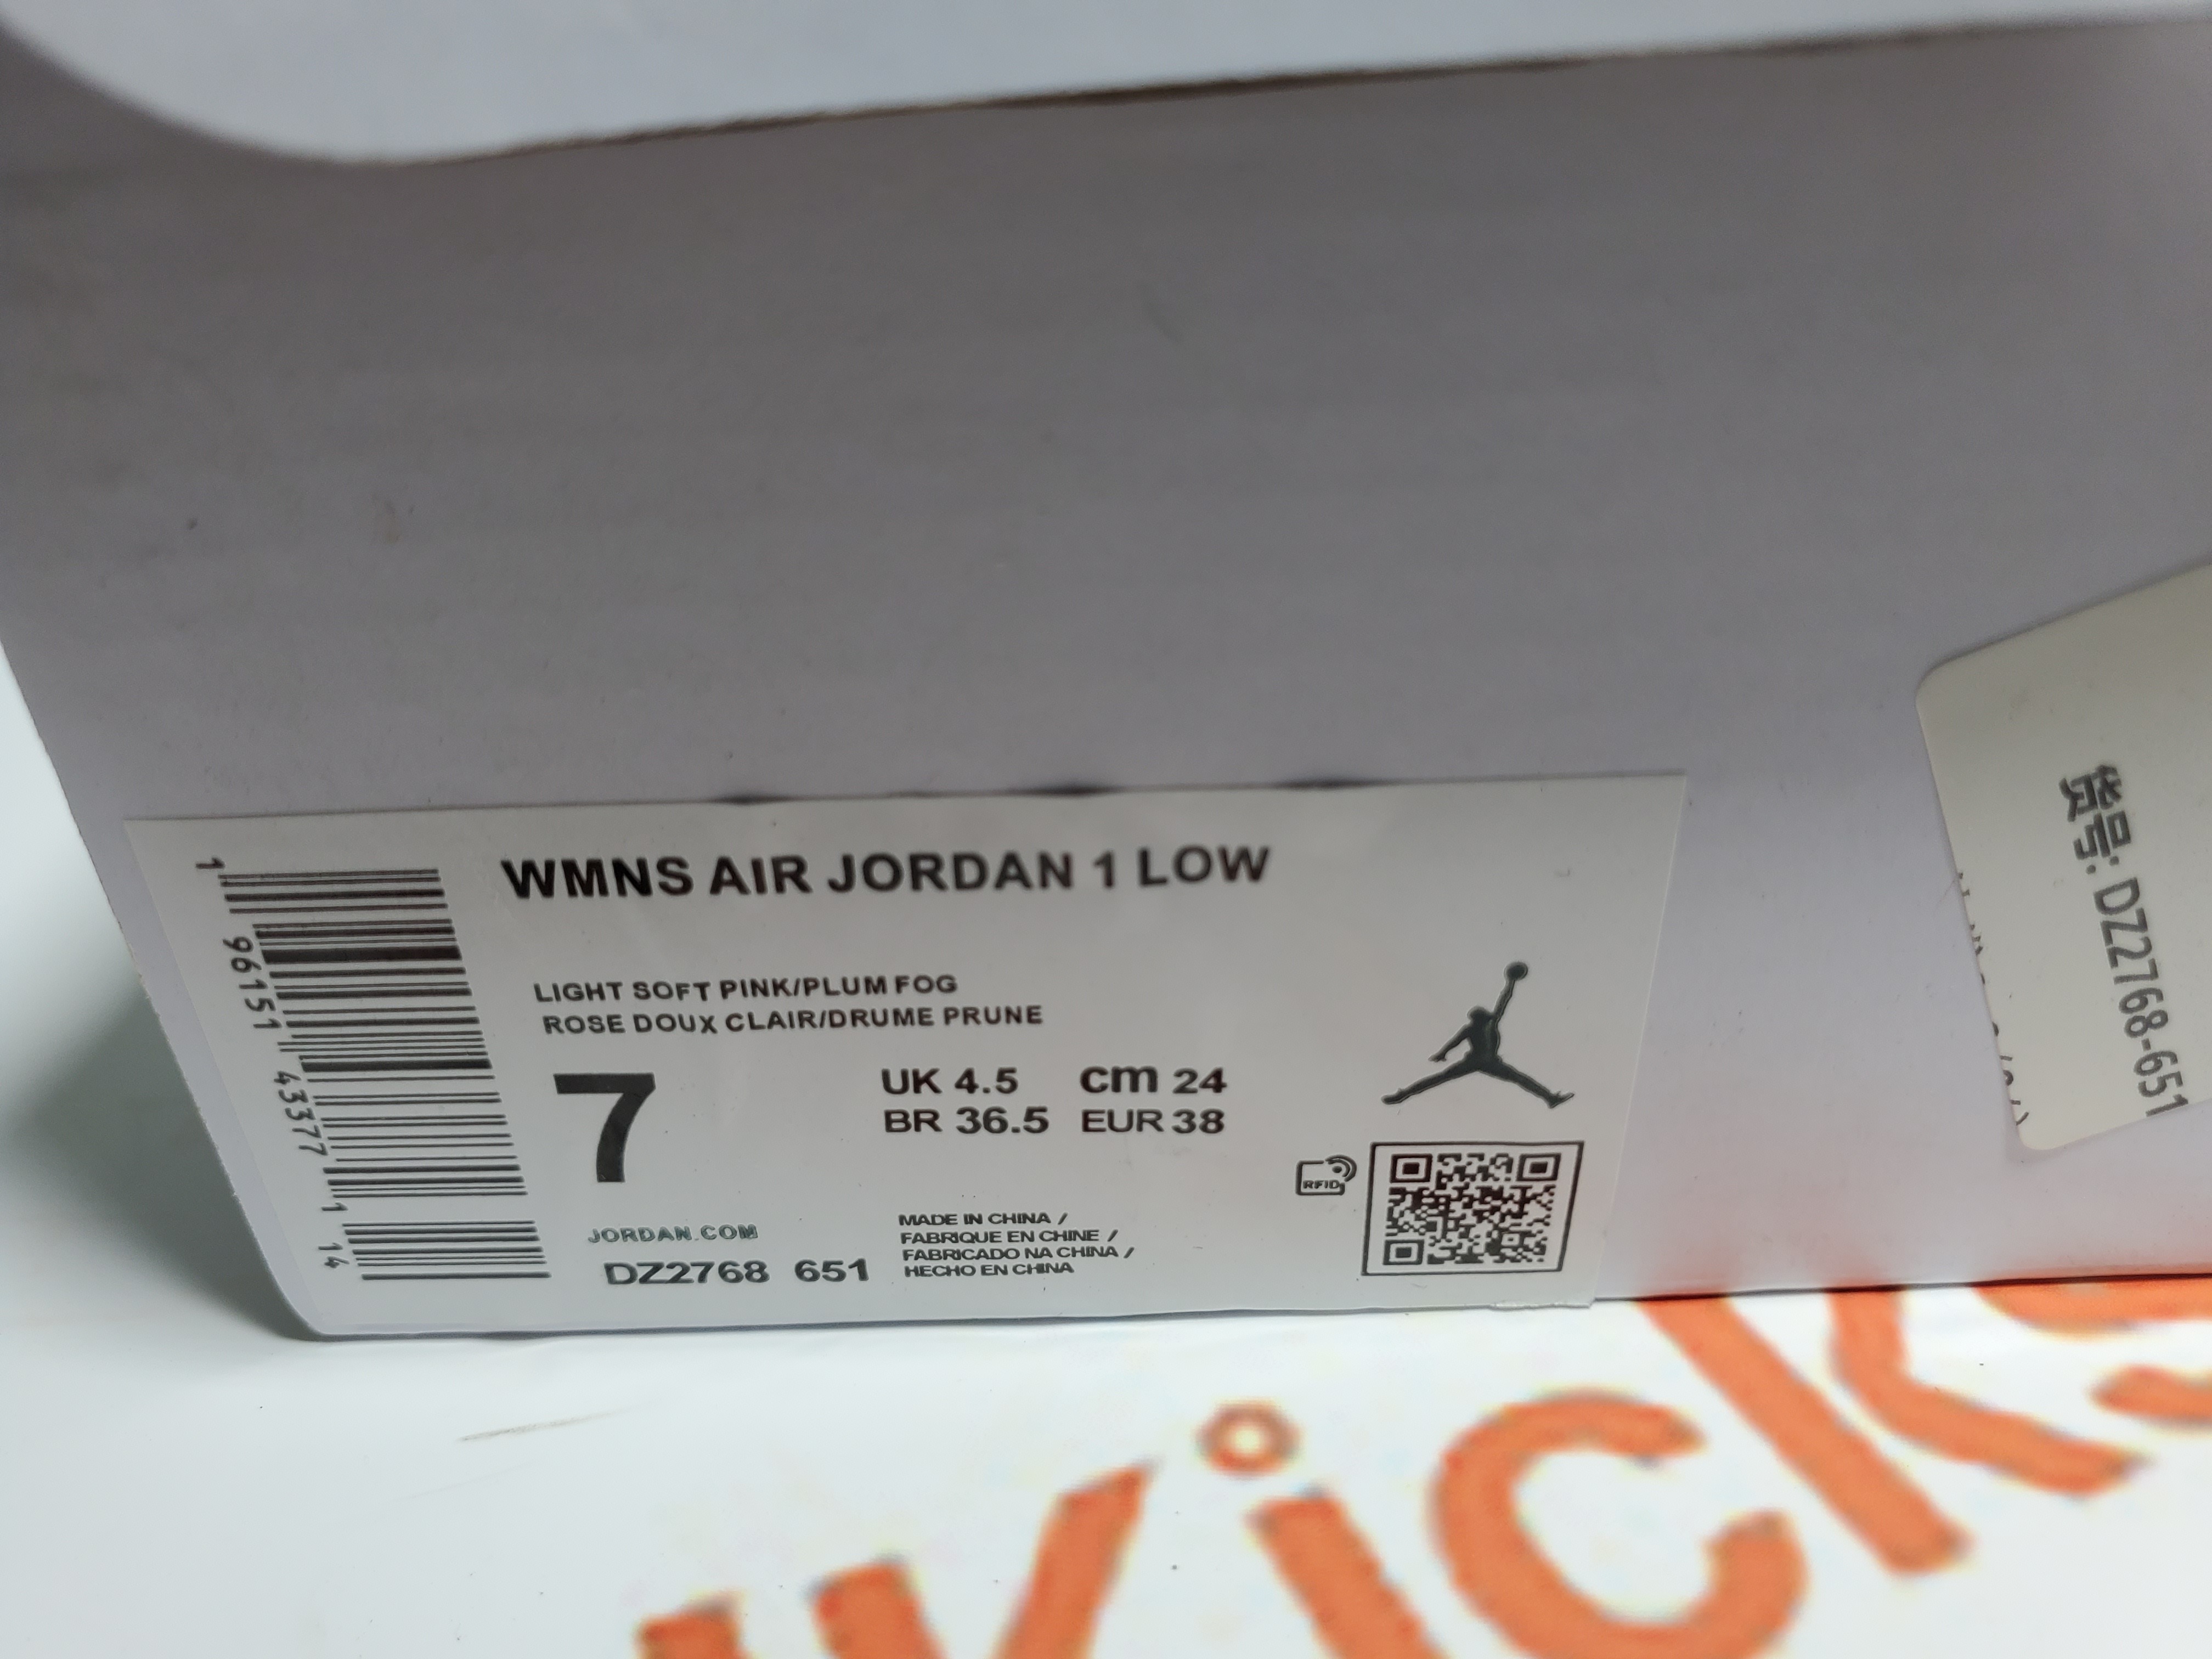 WMNS AIR JORDAN 1 LOW
LIGHT SOFT PINK/PLUM FOG
ROSE DOUX CLAIR/DRUME PRUNE
7
UK 4.5 cm 24
BR 36.5 EUR 38
JORDAN.COM
DZ2768 651
MADE IN CHINA /
FABRIQUE EN CHINE /
FABRICADO NA CHINA /
HECHO EN CHINA
RFID
1 96151 43377 1 14
货号: DZ2768-651